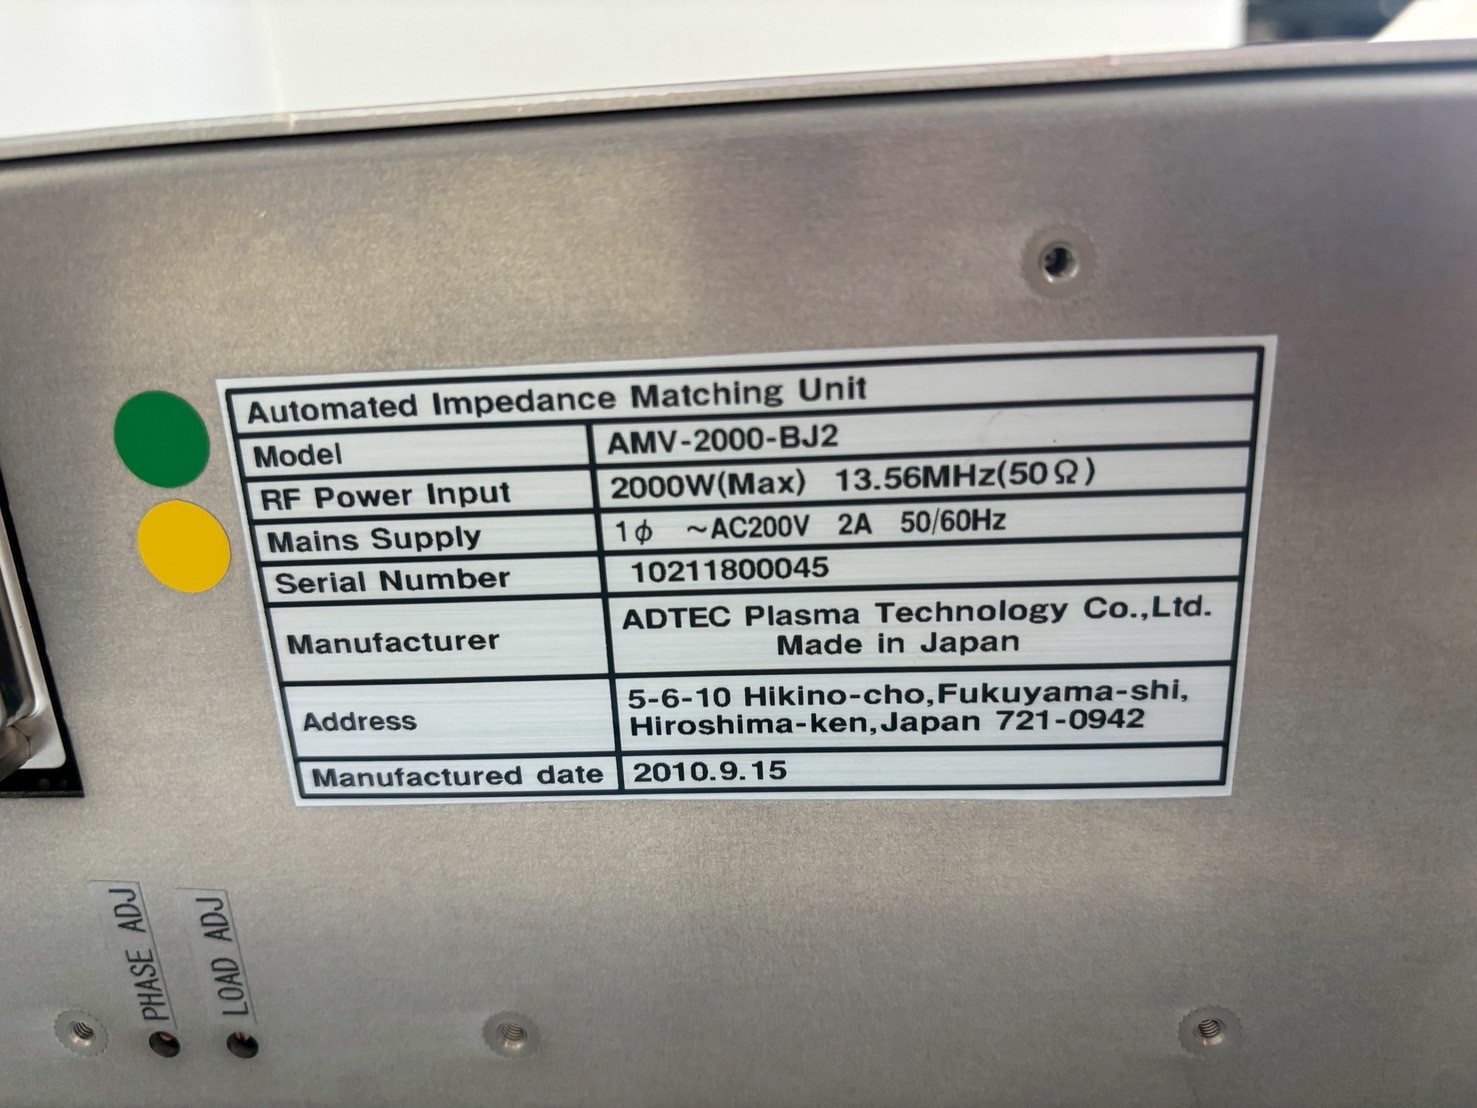 Automated Impedance Matching Unit
Model AMV-2000-BJ2
RF Power Input 2000W(Max) 13.56MHz(50Ω)
Mains Supply 1ϕ ~AC200V 2A 50/60Hz
Serial Number 10211800045
Manufacturer ADTEC Plasma Technology Co.,Ltd.
Made in Japan
Address 5-6-10 Hikino-cho,Fukuyama-shi,
Hiroshima-ken,Japan 721-0942
Manufactured date 2010.9.15
PHASE ADJ
LOAD ADJ